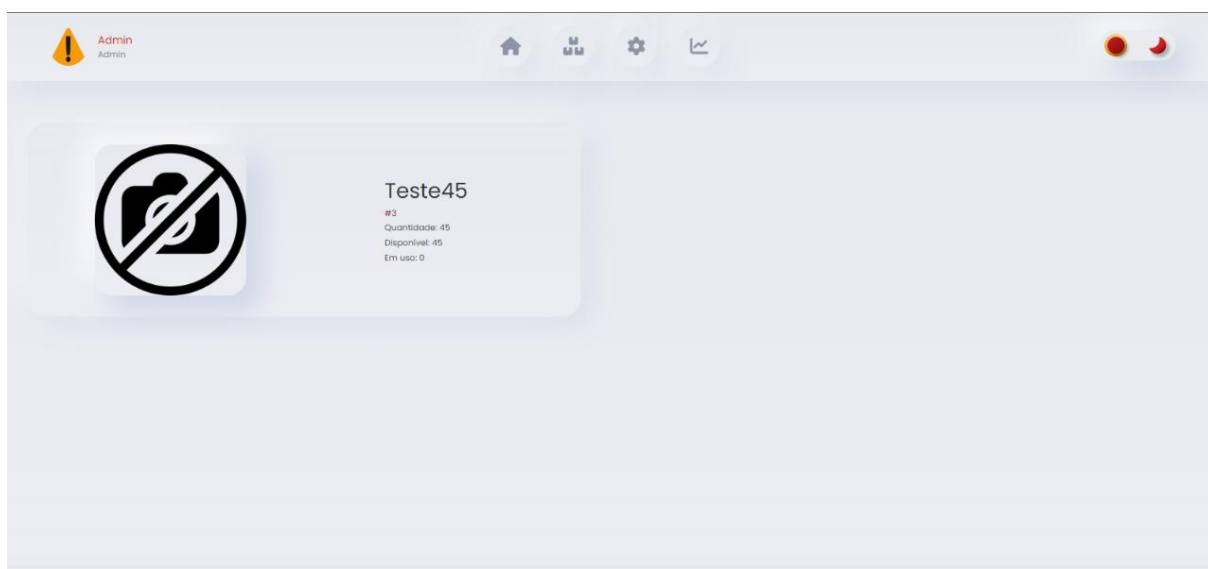 Admin
Admin
Teste45
#3
Quantidade: 45
Disponível: 45
Em uso: 0